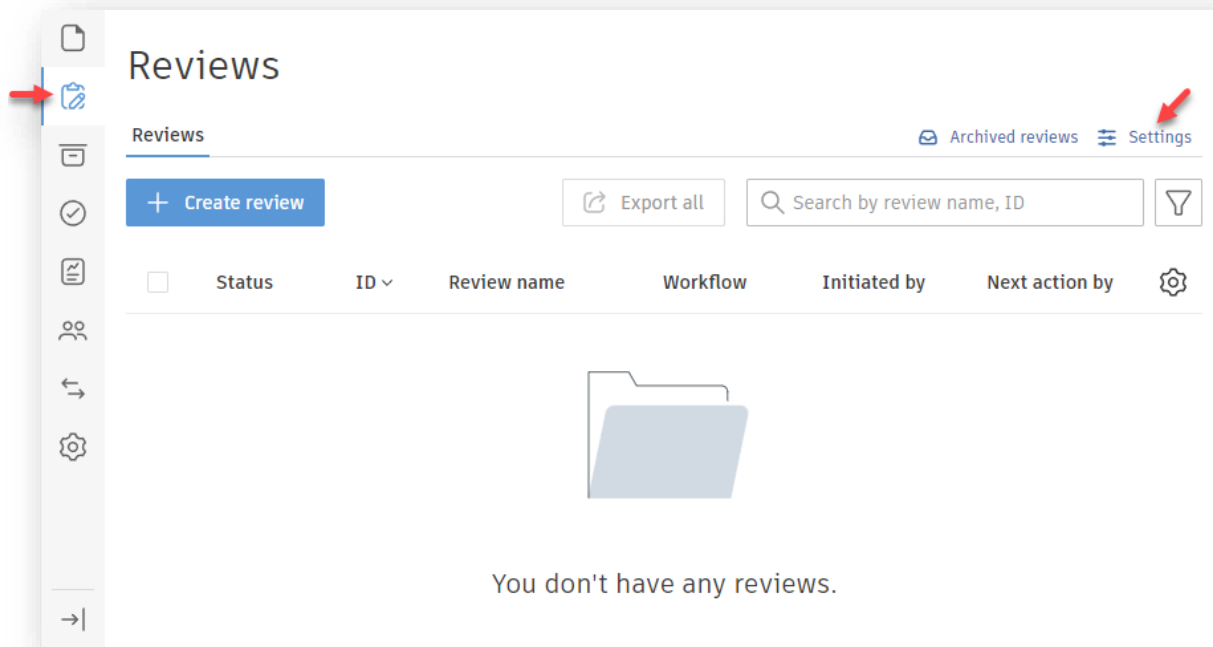 Reviews
Reviews
Archived reviews
Settings
Create review
Export all
Search by review name, ID
Status ID Review name Workflow Initiated by Next action by
You don't have any reviews.